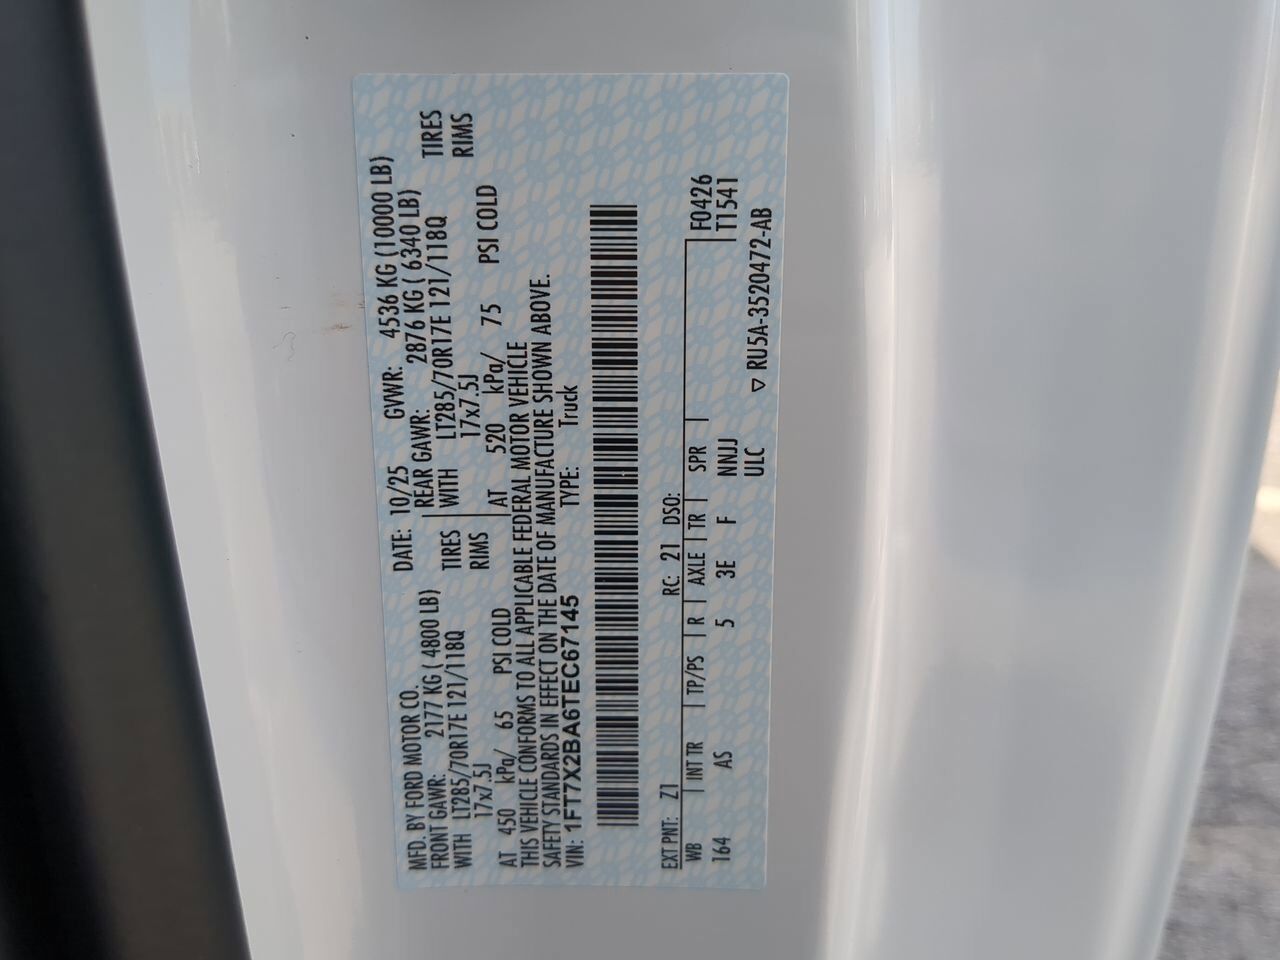 MFD. BY FORD MOTOR CO. DATE: 10/25 GVWR: 4536 KG (10000 LB)
FRONT GAWR: 2177 KG ( 4800 LB) REAR GAWR: 2876 KG ( 6340 LB)
WITH LT285/70R17E 121/118Q TIRES WITH LT285/70R17E 121/118Q TIRES
17x7.5J RIMS 17x7.5J RIMS
AT 450 kPa/ 65 PSI COLD AT 520 kPa/ 75 PSI COLD
THIS VEHICLE CONFORMS TO ALL APPLICABLE FEDERAL MOTOR VEHICLE
SAFETY STANDARDS IN EFFECT ON THE DATE OF MANUFACTURE SHOWN ABOVE.
VIN: 1FT7X2BA6TEC67145 TYPE: Truck
EXT PNT: Z1 RC: 21 DSO:
WB INT TR TP/PS R AXLE TR SPR F0426
164 AS 5 3E F NNJJ T1541
ULC
▽ RU5A-3520472-AB